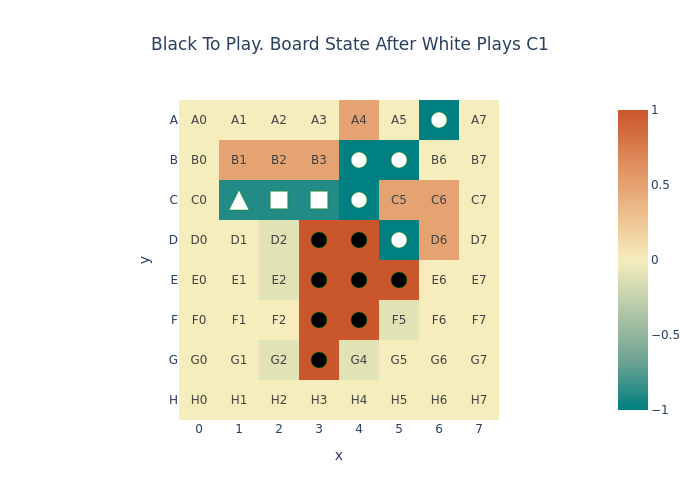 Black To Play. Board State After White Plays C1
A A0 A1 A2 A3 A4 A5 A7
B B0 B1 B2 B3 B6 B7
C C0 C5 C6 C7
D D0 D1 D2 D6 D7
E E0 E1 E2 E6 E7
F F0 F1 F2 F5 F6 F7
G G0 G1 G2 G4 G5 G6 G7
H H0 H1 H2 H3 H4 H5 H6 H7
0 1 2 3 4 5 6 7
x
y
1
0.5
0
−0.5
−1